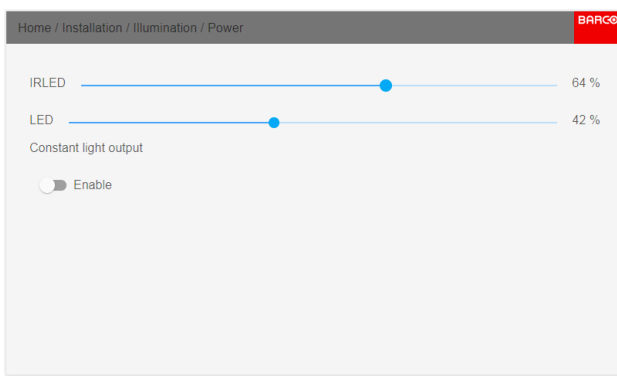 Home / Installation / Illumination / Power
BARCO
IRLED 64 %
LED 42 %
Constant light output
Enable